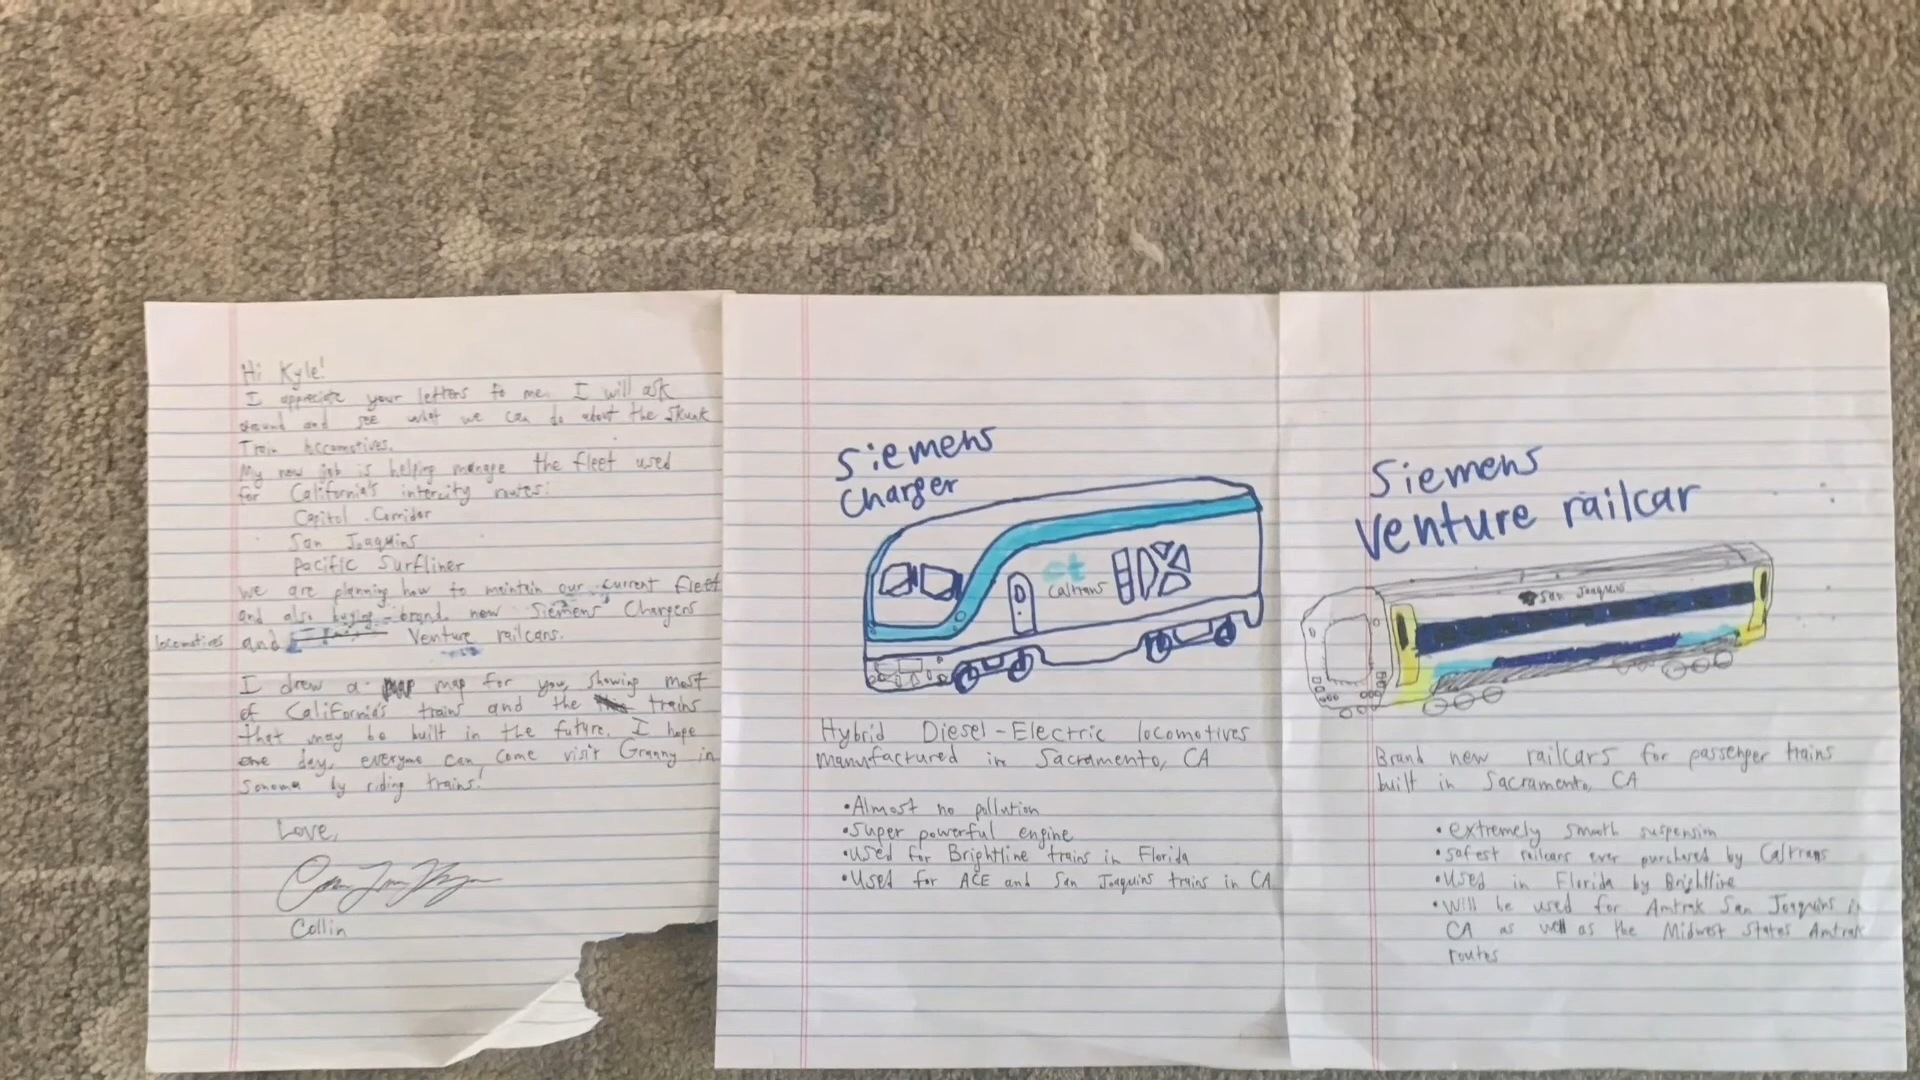 Hi Kyle!
I appreciate your letters to me. I will ask
around and see what we can do about the Skunk
Train locomotives.
My new job is helping manage the fleet used
for California's intercity routes:
Capitol Corridor
San Joaquins
Pacific Surfliner
We are planning how to maintain our current fleet
and also buying brand new Siemens Chargers
locomotives and Venture railcars.
I drew a map for you, showing most
of California's trains and the trains
that may be built in the future. I hope
one day, everyone can come visit Granny in
Sonoma by riding trains!
Love,
Collin
Siemens
Charger
ct
Caltrans
Hybrid Diesel-Electric locomotives
manufactured in Sacramento, CA
•Almost no pollution
•Super powerful engine
•Used for Brightline trains in Florida
•Used for ACE and San Joaquins trains in CA
Siemens
Venture railcar
San Joaquins
Brand new railcars for passenger trains
built in Sacramento, CA
•extremely smooth suspension
•safest railcars ever purchased by Caltrans
•Used in Florida by Brightline
•Will be used for Amtrak San Joaquins in
CA as well as the Midwest States Amtrak
routes